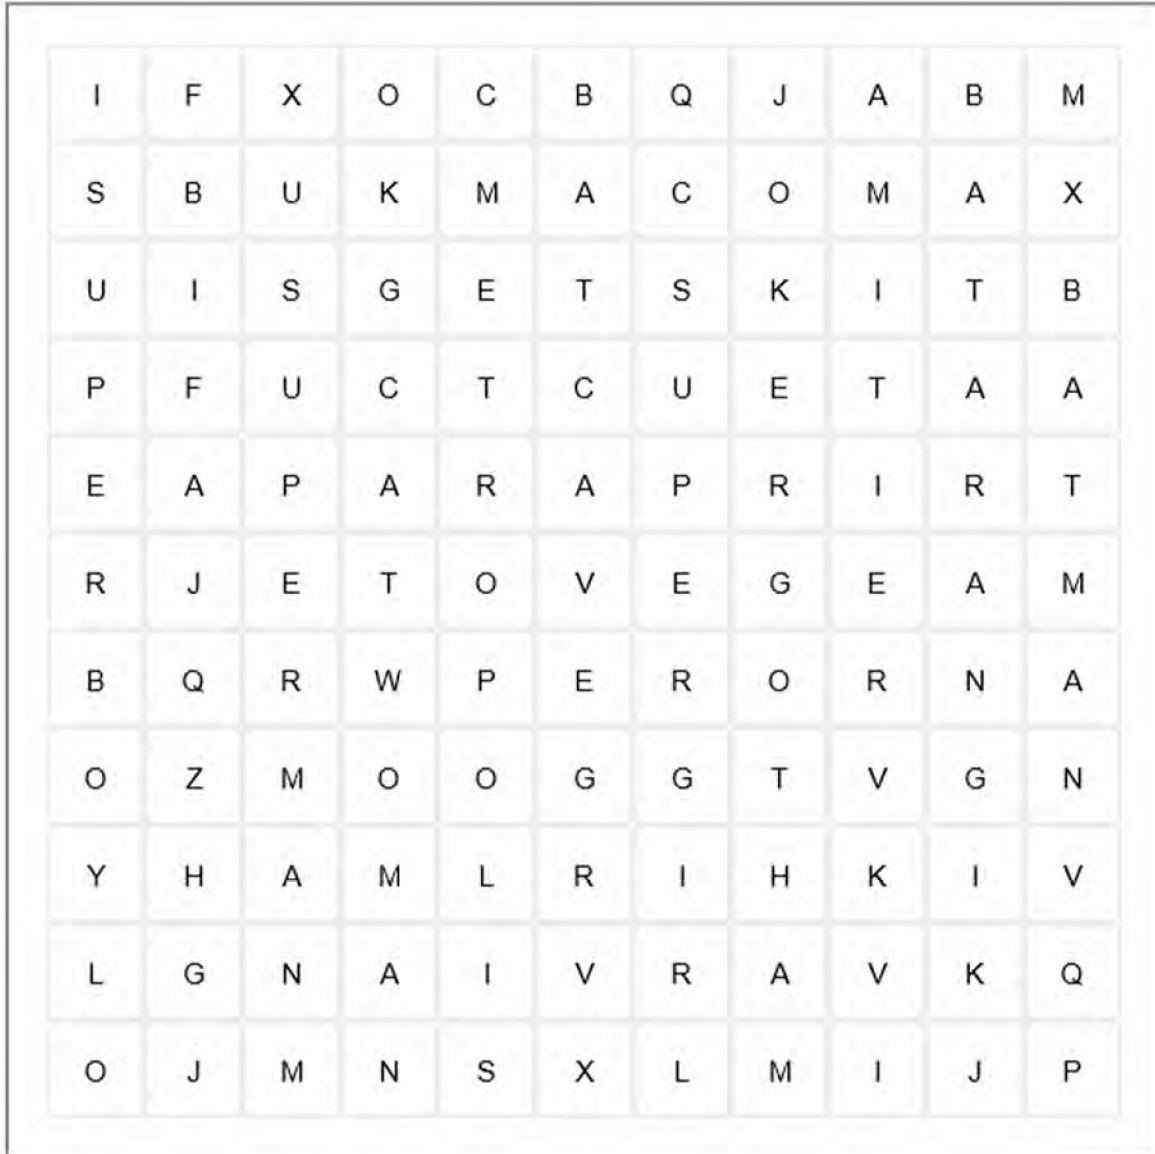 I F X O C B Q J A B M
S B U K M A C O M A X
U I S G E T S K I T B
P F U C T C U E T A A
E A P A R A P R I R T
R J E T O V E G E A M
B Q R W P E R O R N A
O Z M O O G G T V G N
Y H A M L R I H K I V
L G N A I V R A V K Q
O J M N S X L M I J P